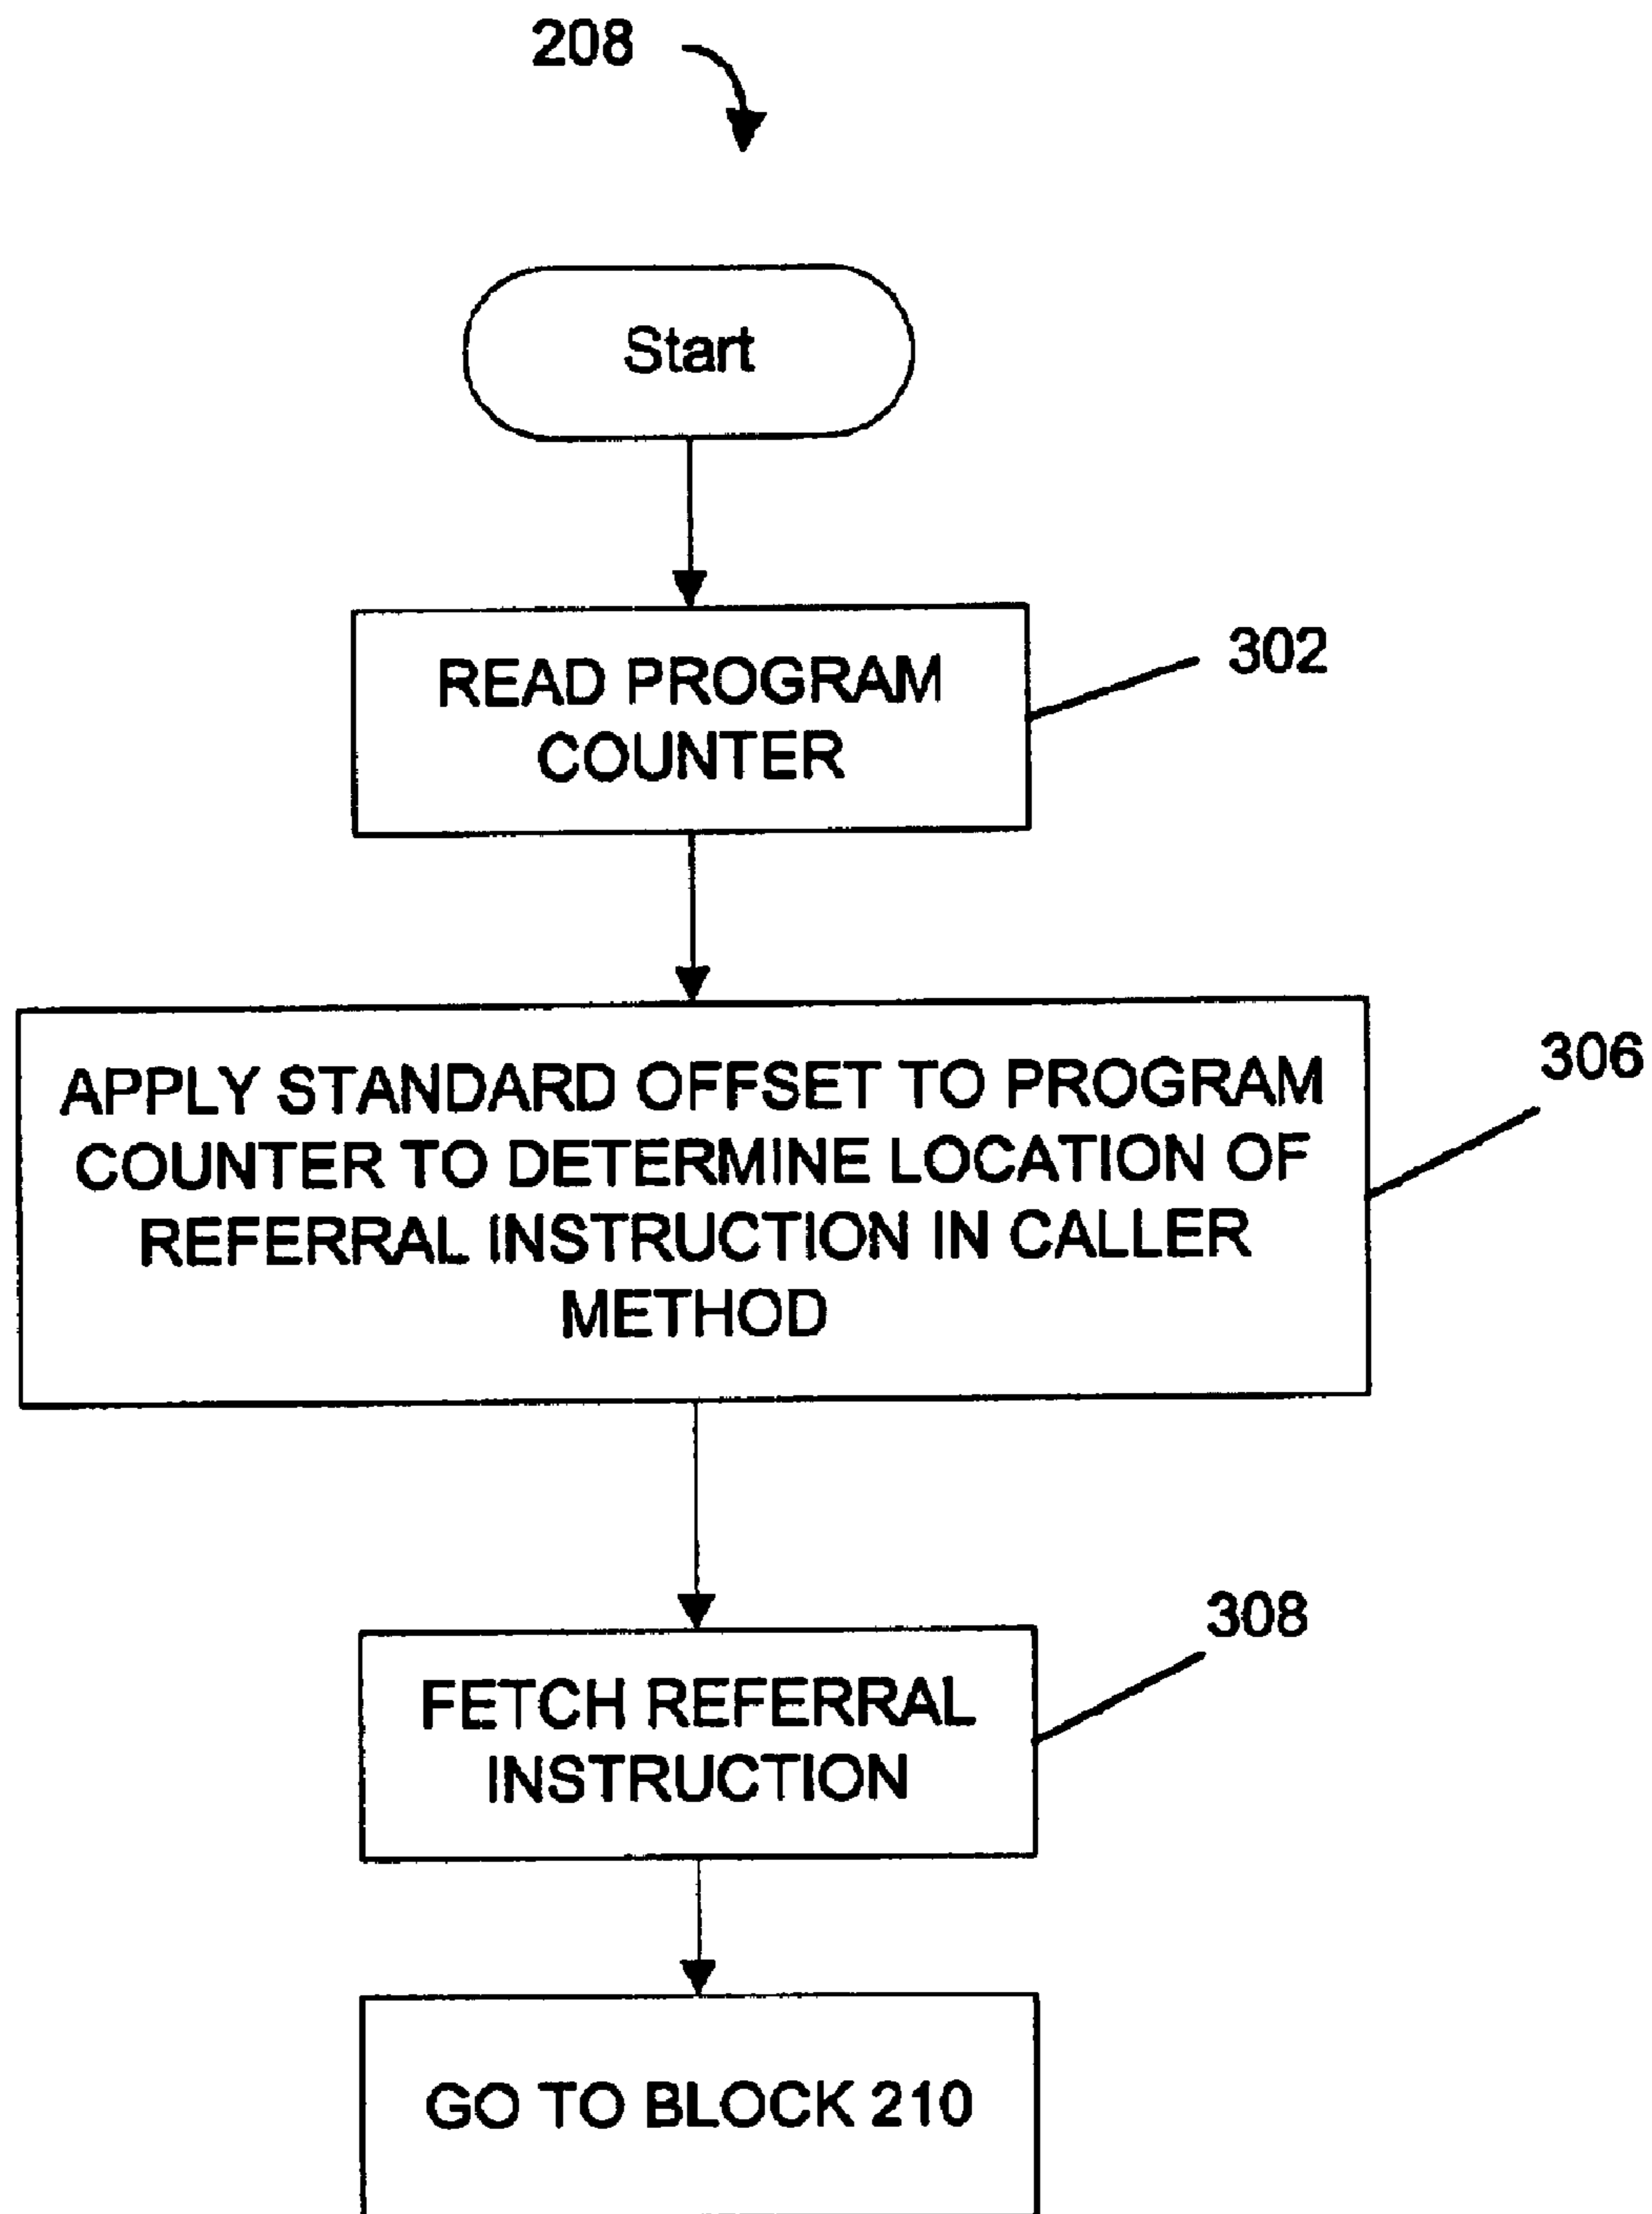 208
Start
READ PROGRAM
COUNTER
302
APPLY STANDARD OFFSET TO PROGRAM
COUNTER TO DETERMINE LOCATION OF
REFERRAL INSTRUCTION IN CALLER
METHOD
306
FETCH REFERRAL
INSTRUCTION
308
GO TO BLOCK 210